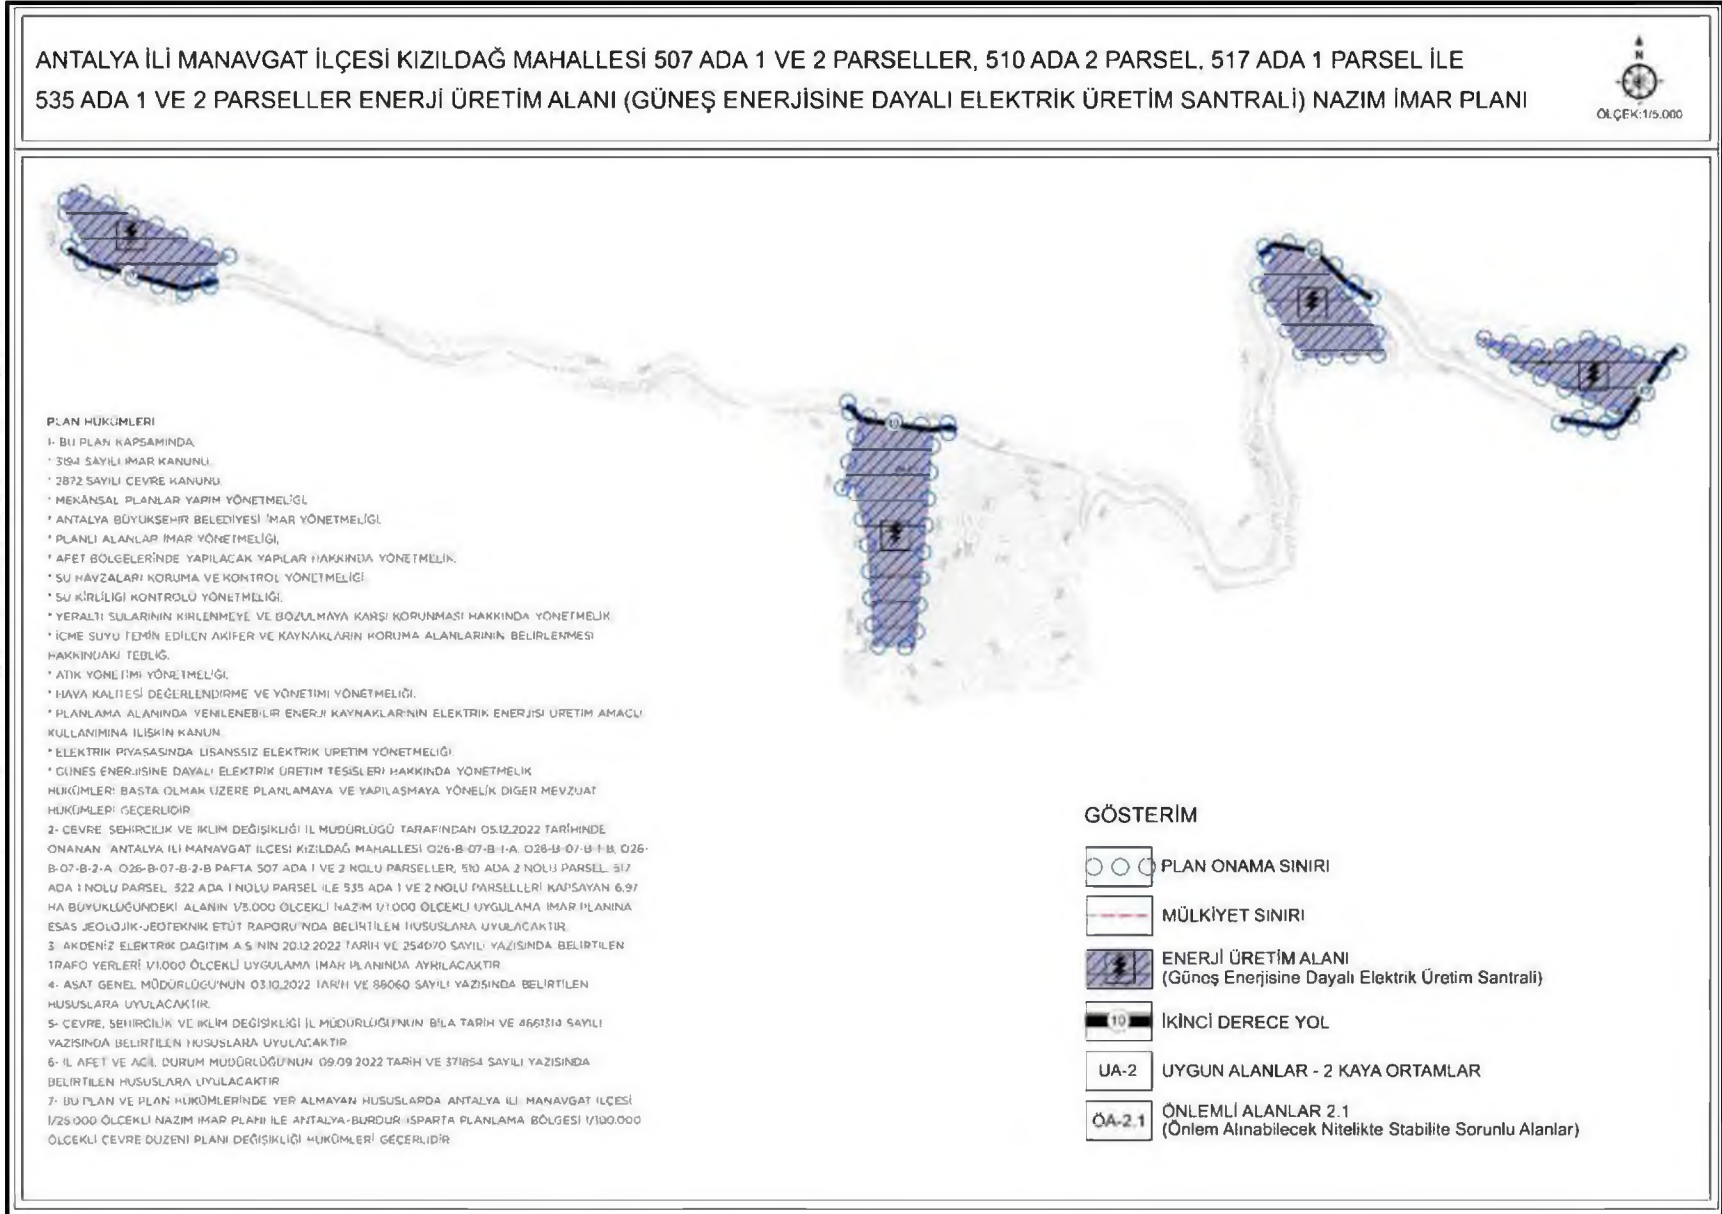 ANTALYA İLİ MANAVGAT İLÇESİ KIZILDAĞ MAHALLESİ 507 ADA 1 VE 2 PARSELLER, 510 ADA 2 PARSEL, 517 ADA 1 PARSEL İLE
535 ADA 1 VE 2 PARSELLER ENERJİ ÜRETİM ALANI (GÜNEŞ ENERJİSİNE DAYALI ELEKTRİK ÜRETİM SANTRALİ) NAZIM İMAR PLANI
N
ÖLÇEK:1/5.000
PLAN HÜKÜMLERİ
1- BU PLAN KAPSAMINDA,
* 3194 SAYILI İMAR KANUNU,
* 2872 SAYILI ÇEVRE KANUNU
* MEKÂNSAL PLANLAR YAPIM YÖNETMELİĞİ,
* ANTALYA BÜYÜKŞEHİR BELEDİYESİ İMAR YÖNETMELİĞİ,
* PLANLI ALANLAR İMAR YÖNETMELİĞİ,
* AFET BÖLGELERİNDE YAPILACAK YAPILAR HAKKINDA YÖNETMELİK,
* SU HAVZALARI KORUMA VE KONTROL YÖNETMELİĞİ
* SU KİRLİLİĞİ KONTROLÜ YÖNETMELİĞİ,
* YERALTI SULARININ KİRLENMEYE VE BOZULMAYA KARŞI KORUNMASI HAKKINDA YÖNETMELİK
* İÇME SUYU TEMİN EDİLEN AKİFER VE KAYNAKLARIN KORUMA ALANLARININ BELİRLENMESİ
HAKKINDAKİ TEBLİĞ,
* ATIK YÖNETİMİ YÖNETMELİĞİ,
* HAVA KALİTESİ DEĞERLENDİRME VE YÖNETİMİ YÖNETMELİĞİ,
* PLANLAMA ALANINDA YENİLENEBİLİR ENERJİ KAYNAKLARININ ELEKTRİK ENERJİSİ ÜRETİM AMAÇLI
KULLANIMINA İLİŞKİN KANUN
* ELEKTRİK PİYASASINDA LİSANSSIZ ELEKTRİK ÜRETİM YÖNETMELİĞİ
* GÜNEŞ ENERJİSİNE DAYALI ELEKTRİK ÜRETİM TESİSLERİ HAKKINDA YÖNETMELİK
HÜKÜMLERİ BAŞTA OLMAK ÜZERE PLANLAMAYA VE YAPILAŞMAYA YÖNELİK DİĞER MEVZUAT
HÜKÜMLERİ GEÇERLİDİR
2- ÇEVRE ŞEHİRCİLİK VE İKLİM DEĞİŞİKLİĞİ İL MÜDÜRLÜĞÜ TARAFINDAN 05.12.2022 TARİHİNDE
ONANAN ANTALYA İLİ MANAVGAT İLÇESİ KIZILDAĞ MAHALLESİ O26-B-07-B-1-A, O26-B-07-B-1-B, O26-
B-07-B-2-A, O26-B-07-B-2-B PAFTA 507 ADA 1 VE 2 NOLU PARSELLER, 510 ADA 2 NOLU PARSEL, 517
ADA 1 NOLU PARSEL, 522 ADA 1 NOLU PARSEL İLE 535 ADA 1 VE 2 NOLU PARSELLERİ KAPSAYAN 6,97
HA BÜYÜKLÜĞÜNDEKİ ALANIN 1/5.000 ÖLÇEKLİ NAZIM 1/1.000 ÖLÇEKLİ UYGULAMA İMAR PLANINA
ESAS JEOLOJİK-JEOTEKNİK ETÜT RAPORU'NDA BELİRTİLEN HUSUSLARA UYULACAKTIR
3- AKDENİZ ELEKTRİK DAĞITIM A.Ş.'NİN 20.12.2022 TARİH VE 254070 SAYILI YAZISINDA BELİRTİLEN
TRAFO YERLERİ 1/1.000 ÖLÇEKLİ UYGULAMA İMAR PLANINDA AYRILACAKTIR
4- ASAT GENEL MÜDÜRLÜĞÜ'NÜN 03.10.2022 TARİH VE 88060 SAYILI YAZISINDA BELİRTİLEN
HUSUSLARA UYULACAKTIR.
5- ÇEVRE, ŞEHİRCİLİK VE İKLİM DEĞİŞİKLİĞİ İL MÜDÜRLÜĞÜ'NÜN BİLA TARİH VE 4661314 SAYILI
YAZISINDA BELİRTİLEN HUSUSLARA UYULACAKTIR
6- İL AFET VE ACİL DURUM MÜDÜRLÜĞÜ'NÜN 09.09.2022 TARİH VE 371854 SAYILI YAZISINDA
BELİRTİLEN HUSUSLARA UYULACAKTIR
7- BU PLAN VE PLAN HÜKÜMLERİNDE YER ALMAYAN HUSUSLARDA ANTALYA İLİ MANAVGAT İLÇESİ
1/25.000 ÖLÇEKLİ NAZIM İMAR PLANI İLE ANTALYA-BURDUR-ISPARTA PLANLAMA BÖLGESİ 1/100.000
ÖLÇEKLİ ÇEVRE DÜZENİ PLANI DEĞİŞİKLİĞİ HÜKÜMLERİ GEÇERLİDİR
10
GÖSTERİM
PLAN ONAMA SINIRI
MÜLKİYET SINIRI
ENERJİ ÜRETİM ALANI
(Güneş Enerjisine Dayalı Elektrik Üretim Santrali)
10 İKİNCİ DERECE YOL
UA-2 UYGUN ALANLAR - 2 KAYA ORTAMLAR
ÖA-2.1 ÖNLEMLİ ALANLAR 2.1
(Önlem Alınabilecek Nitelikte Stabilite Sorunlu Alanlar)